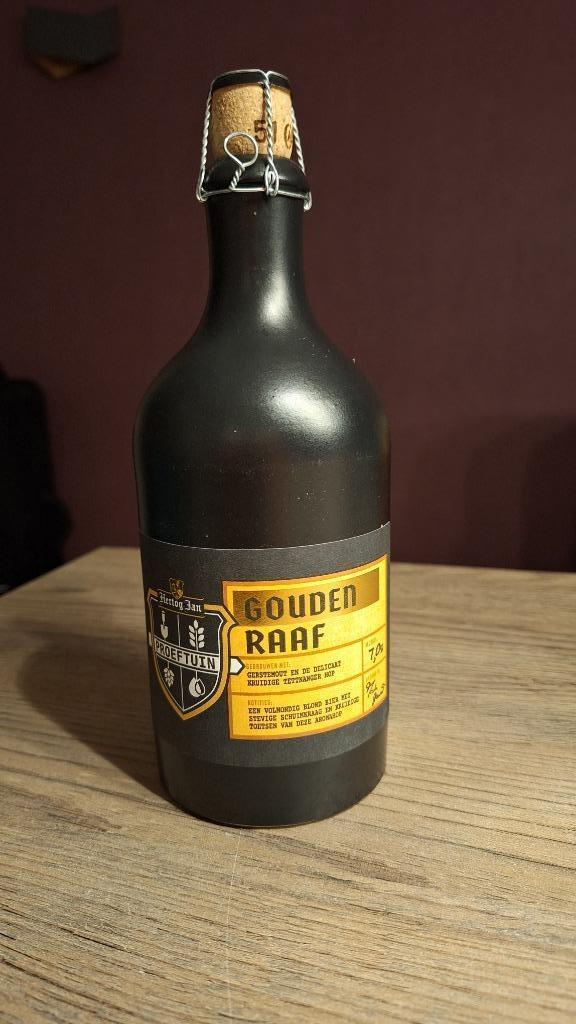 510
Hertog Jan
PROEFTUIN
GOUDEN
RAAF
GEBROUWEN MET:
GERSTEMOUT EN DE DELICAAT
KRUIDIGE TETTNANGER HOP
7,0%
NOTITIES:
EEN VOLMONDIG BLOND BIER MET
STEVIGE SCHUIMKRAAG EN KRUIDIGE
TOETSEN VAN DEZE AROMAHOP